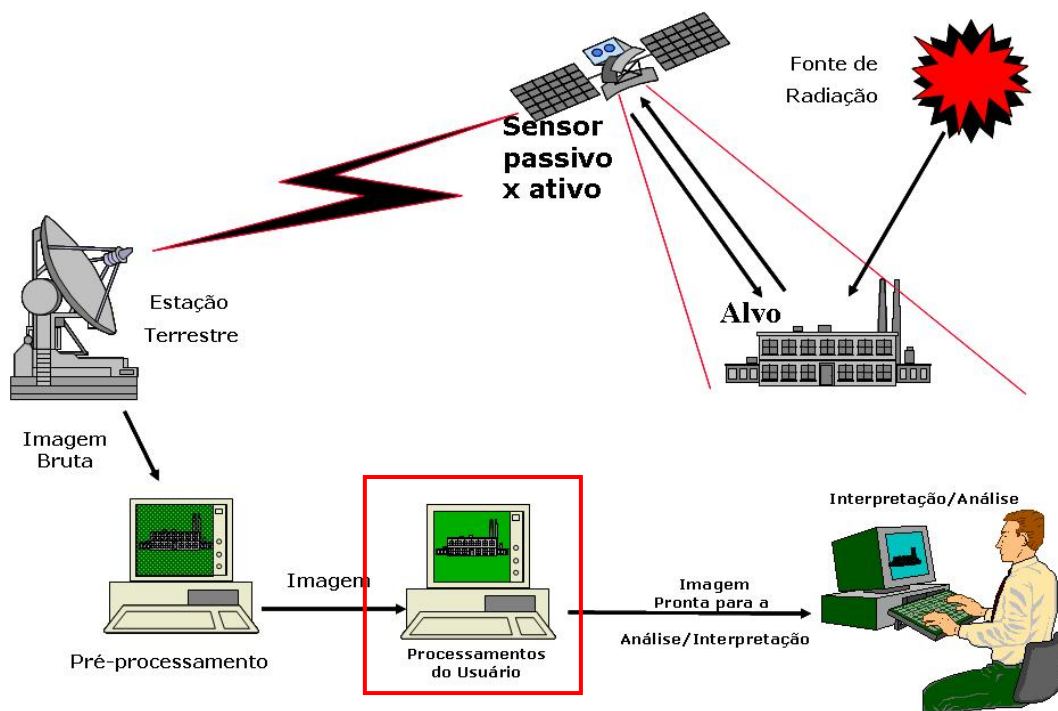 Fonte de
Radiação
Sensor
passivo
x ativo
Estação
Terrestre
Alvo
Imagem
Bruta
Pré-processamento
Imagem
Processamentos
do Usuário
Imagem
Pronta para a
Análise/Interpretação
Interpretação/Análise